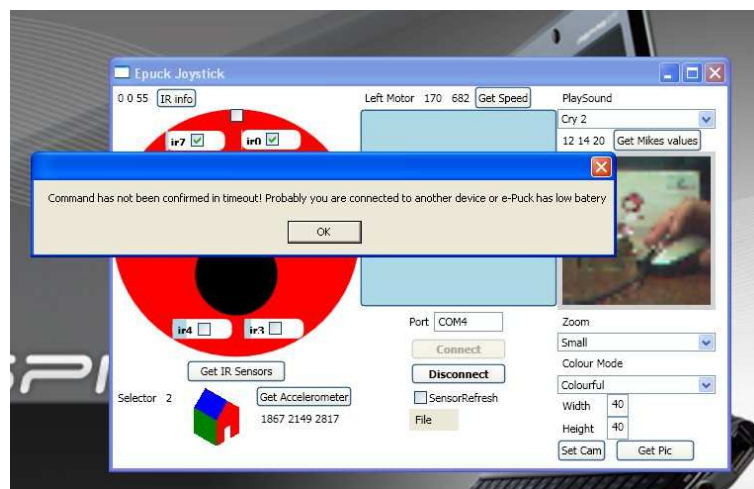 Epuck Joystick
0 0 55 IR info
Left Motor 170 682 Get Speed
PlaySound
Cry 2
ir7 ir0
12 14 20 Get Mikes values
Command has not been confirmed in timeout! Probably you are connected to another device or e-Puck has low batery
OK
ir4 ir3
Port COM4
Zoom
Small
Connect
Colour Mode
Get IR Sensors
Disconnect
Colourful
Selector 2
Get Accelerometer
SensorRefresh
Width 40
1867 2149 2817
File
Height 40
Set Cam Get Pic